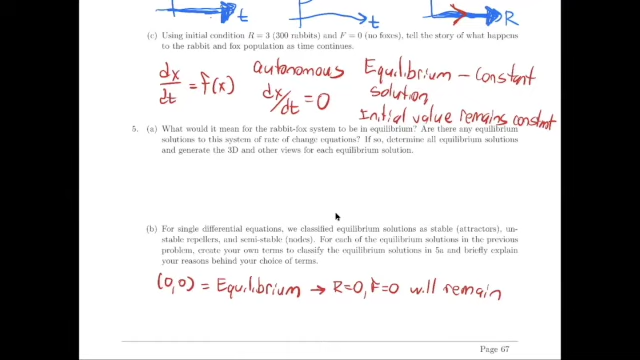 t
t
R
(c) Using initial condition R = 3 (300 rabbits) and F = 0 (no foxes), tell the story of what happens
to the rabbit and fox population as time continues.
dx/dt = f(x)
autonomous
dx/dt = 0
Equilibrium - Constant
solution
Initial value remains constant
5. (a) What would it mean for the rabbit-fox system to be in equilibrium? Are there any equilibrium
solutions to this system of rate of change equations? If so, determine all equilibrium solutions
and generate the 3D and other views for each equilibrium solution.
(b) For single differential equations, we classified equilibrium solutions as stable (attractors), un-
stable repellers, and semi-stable (nodes). For each of the equilibrium solutions in the previous
problem, create your own terms to classify the equilibrium solutions in 5a and briefly explain
your reasons behind your choice of terms.
(0,0) = Equilibrium → R=0, F=0 will remain
Page 67